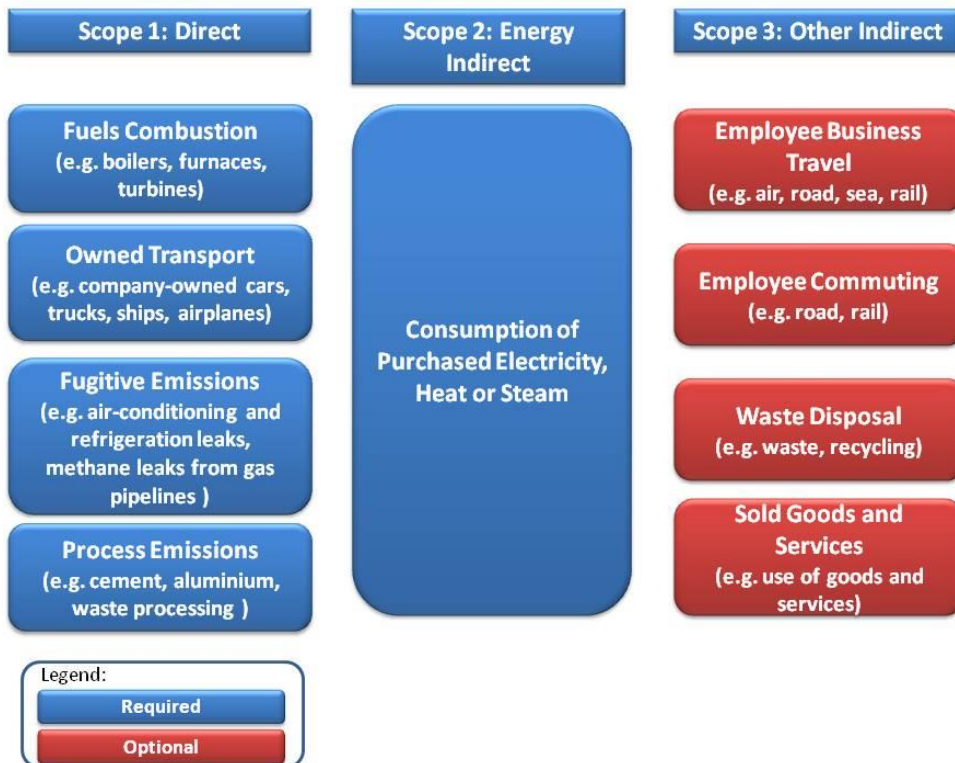 Scope 1: Direct
Fuels Combustion
(e.g. boilers, furnaces,
turbines)
Owned Transport
(e.g. company-owned cars,
trucks, ships, airplanes)
Fugitive Emissions
(e.g. air-conditioning and
refrigeration leaks,
methane leaks from gas
pipelines )
Process Emissions
(e.g. cement, aluminium,
waste processing )
Scope 2: Energy
Indirect
Consumption of
Purchased Electricity,
Heat or Steam
Scope 3: Other Indirect
Employee Business
Travel
(e.g. air, road, sea, rail)
Employee Commuting
(e.g. road, rail)
Waste Disposal
(e.g. waste, recycling)
Sold Goods and
Services
(e.g. use of goods and
services)
Legend:
Required
Optional